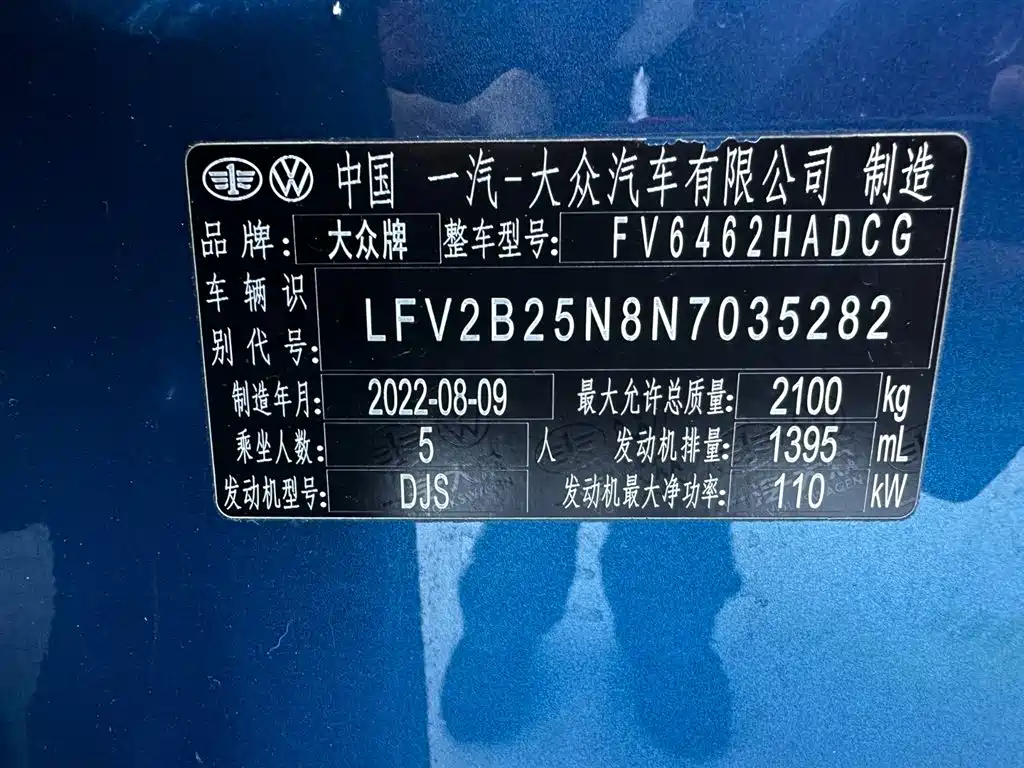 中国 一汽-大众汽车有限公司 制造
品牌: 大众牌 整车型号: FV6462HADCG
车辆识别代号: LFV2B25N8N7035282
制造年月: 2022-08-09 最大允许总质量: 2100 kg
乘坐人数: 5 人 发动机排量: 1395 mL
发动机型号: DJS 发动机最大净功率: 110 kW